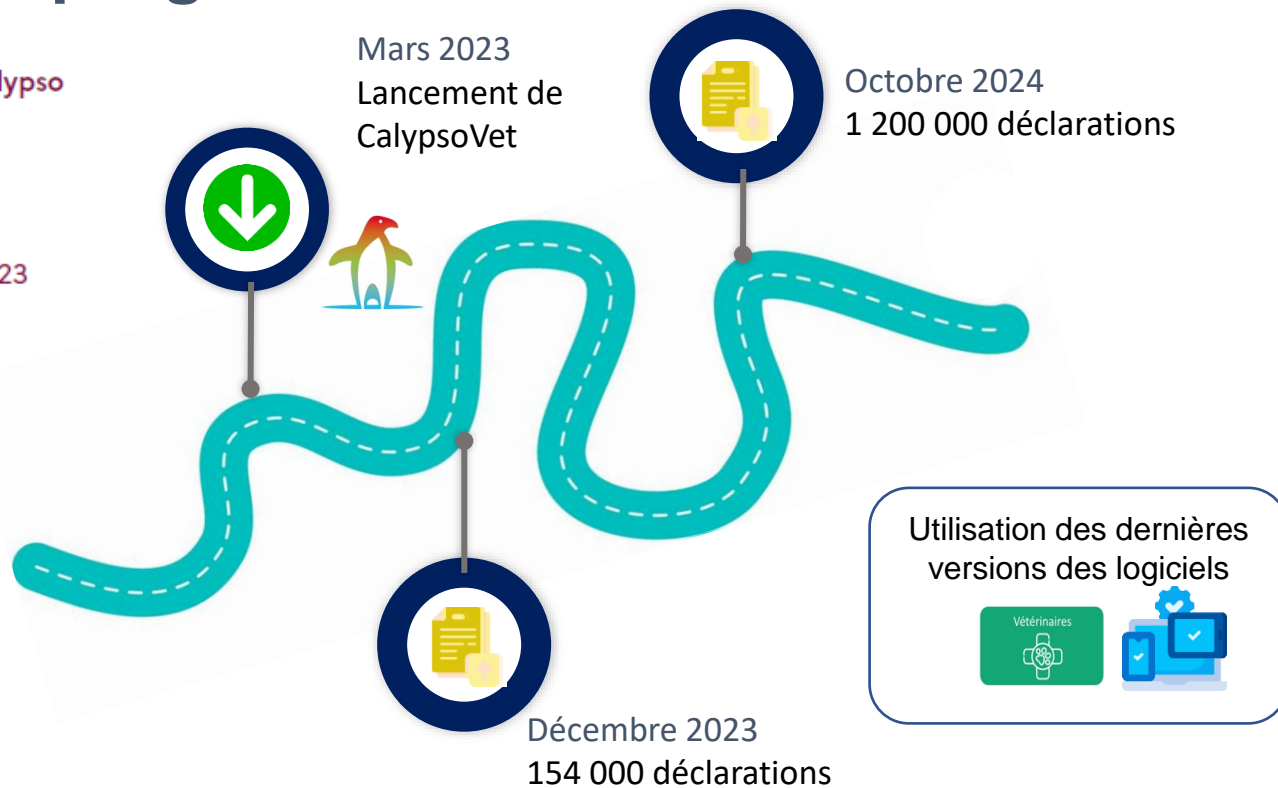 Mars 2023
Lancement de
CalypsoVet
Octobre 2024
1 200 000 déclarations
Décembre 2023
154 000 déclarations
Utilisation des dernières
versions des logiciels
Vétérinaires